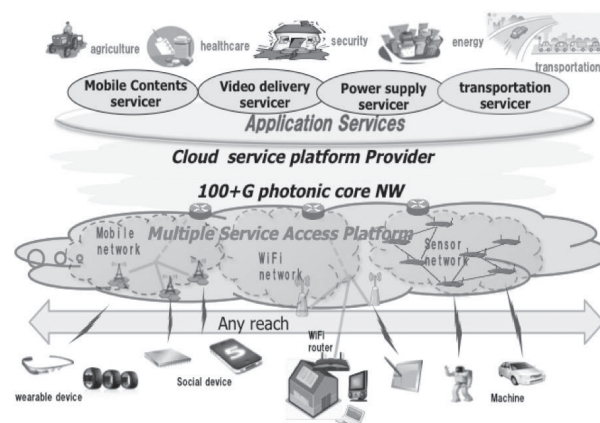 agriculture
healthcare
security
energy
transportation
Mobile Contents
servicer
Video delivery
servicer
Power supply
servicer
transportation
servicer
Application Services
Cloud service platform Provider
100+G photonic core NW
Multiple Service Access Platform
Mobile
network
WiFi
network
Sensor
network
Any reach
WiFi
router
wearable device
Social device
Machine